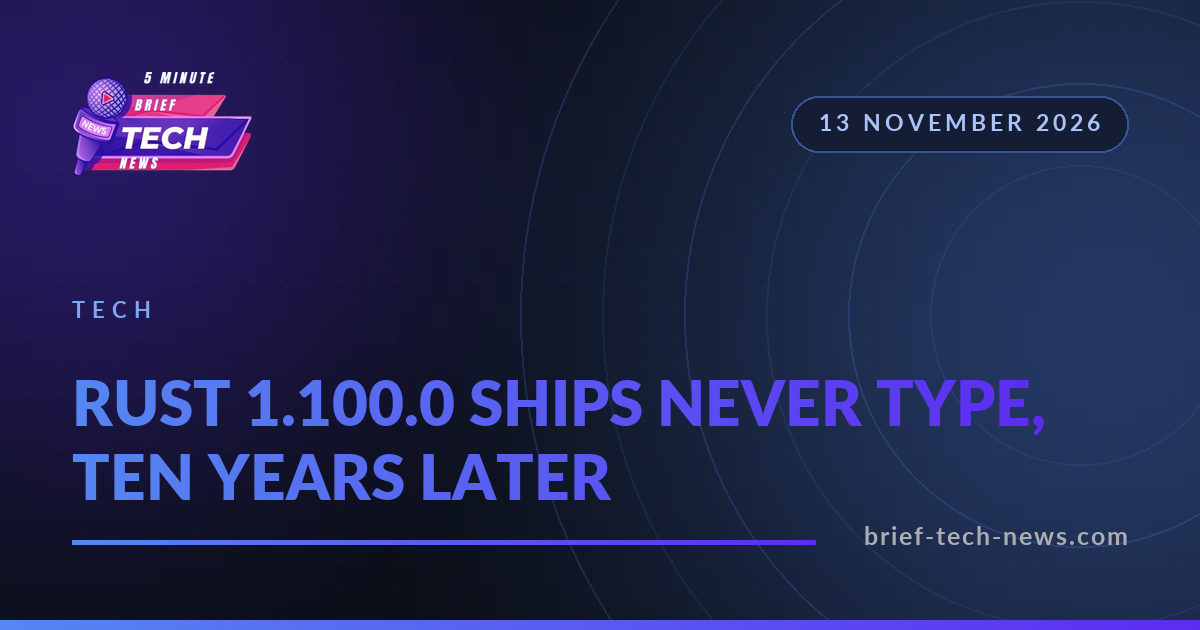 5 MINUTE
BRIEF
NEWS
TECH
NEWS
13 NOVEMBER 2026
TECH
RUST 1.100.0 SHIPS NEVER TYPE,
TEN YEARS LATER
brief-tech-news.com